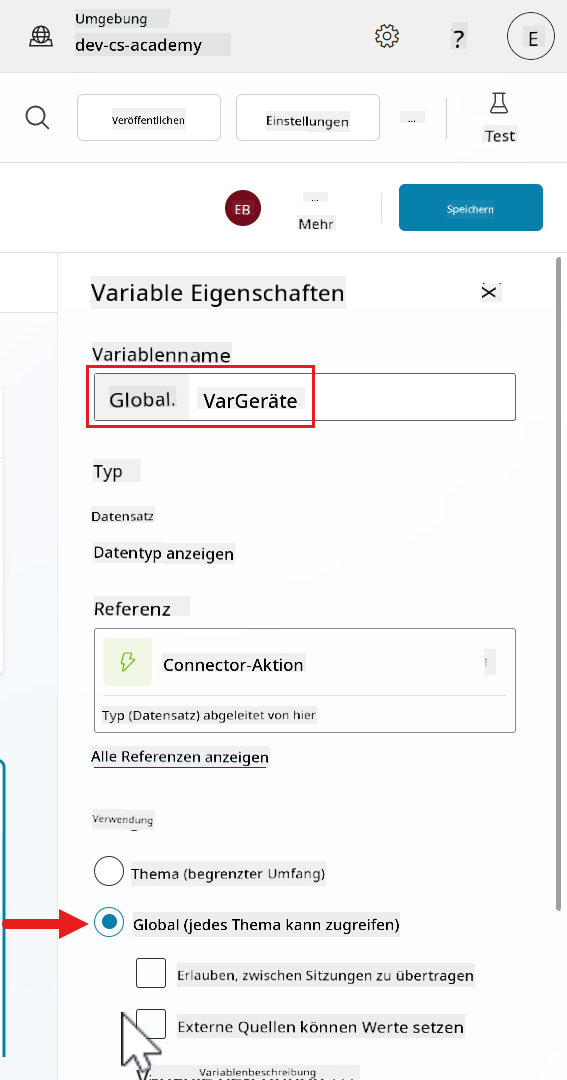 Umgebung
dev-cs-academy
?
E
Veröffentlichen
Einstellungen
...
Test
EB
...
Mehr
Speichern
Variable Eigenschaften
Variablenname
Global. VarGeräte
Typ
Datensatz
Datentyp anzeigen
Referenz
Connector-Aktion
Typ (Datensatz) abgeleitet von hier
Alle Referenzen anzeigen
Verwendung
Thema (begrenzter Umfang)
Global (jedes Thema kann zugreifen)
Erlauben, zwischen Sitzungen zu übertragen
Externe Quellen können Werte setzen
Variablenbeschreibung